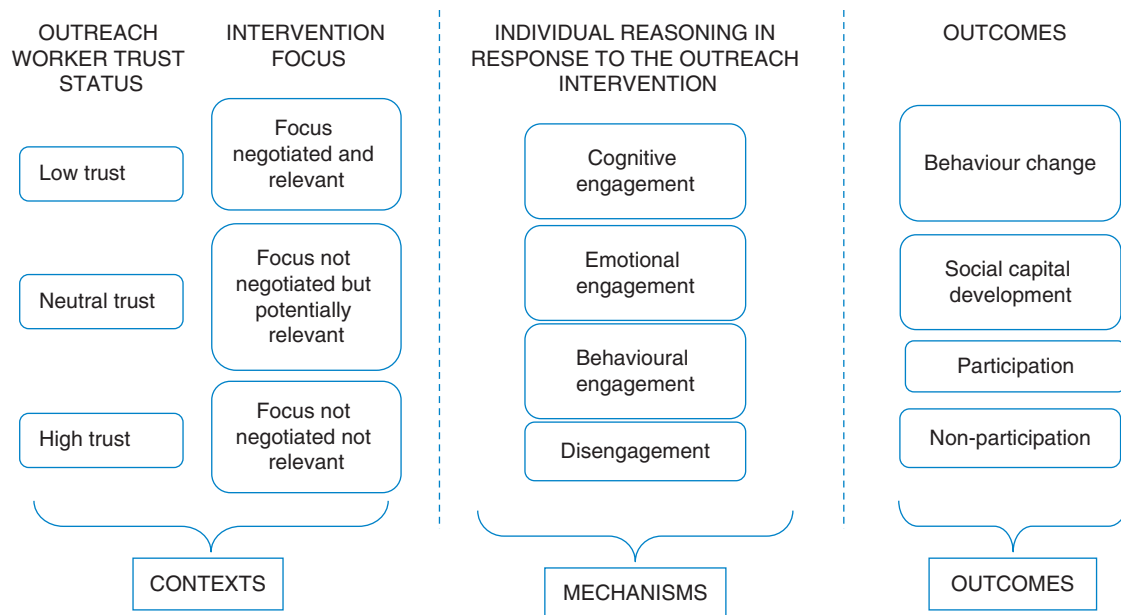 OUTREACH
WORKER TRUST
STATUS
INTERVENTION
FOCUS
INDIVIDUAL REASONING IN
RESPONSE TO THE OUTREACH
INTERVENTION
OUTCOMES
Low trust
Neutral trust
High trust
Focus
negotiated and
relevant
Focus not
negotiated but
potentially
relevant
Focus not
negotiated not
relevant
Cognitive
engagement
Emotional
engagement
Behavioural
engagement
Disengagement
Behaviour change
Social capital
development
Participation
Non-participation
CONTEXTS
MECHANISMS
OUTCOMES